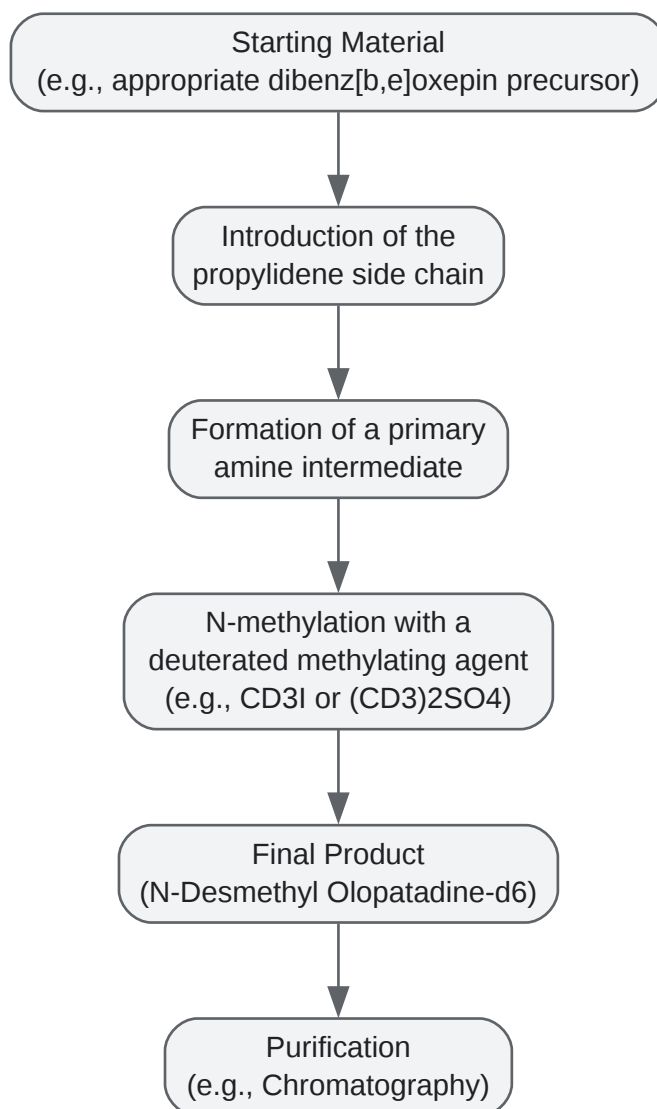 Starting Material
(e.g., appropriate dibenz[b,e]oxepin precursor)
Introduction of the
propylidene side chain
Formation of a primary
amine intermediate
N-methylation with a
deuterated methylating agent
(e.g., CD3I or (CD3)2SO4)
Final Product
(N-Desmethyl Olopatadine-d6)
Purification
(e.g., Chromatography)